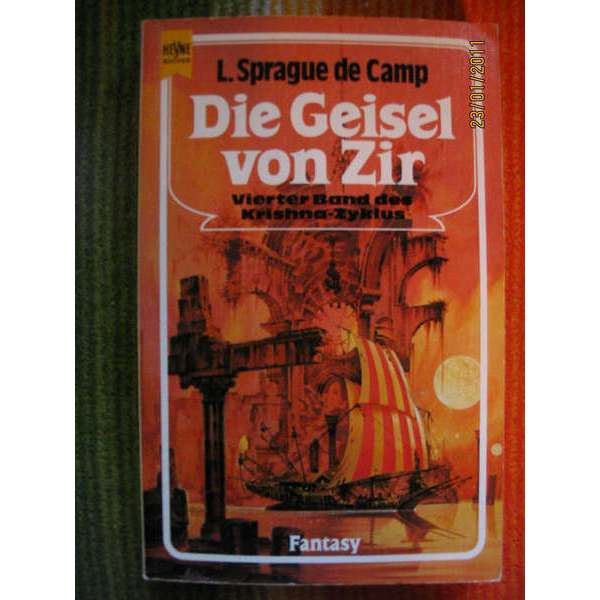 HEYNE
BÜCHER
L. Sprague de Camp
Die Geisel
von Zir
Vierter Band des
Krishna-Zyklus
Fantasy
23/01/2011